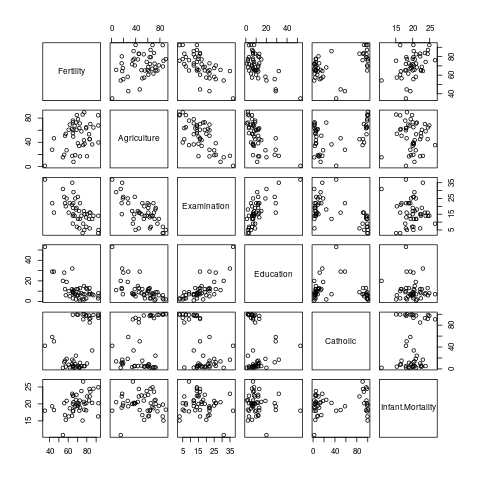 0 40 80 0 20 40 15 20 25
Fertility 40 60 80
0 40 80 Agriculture
Examination 5 15 25 35
0 20 40 Education
Catholic 0 40 80
15 20 25 Infant.Mortality
40 60 80 5 15 25 35 0 40 80